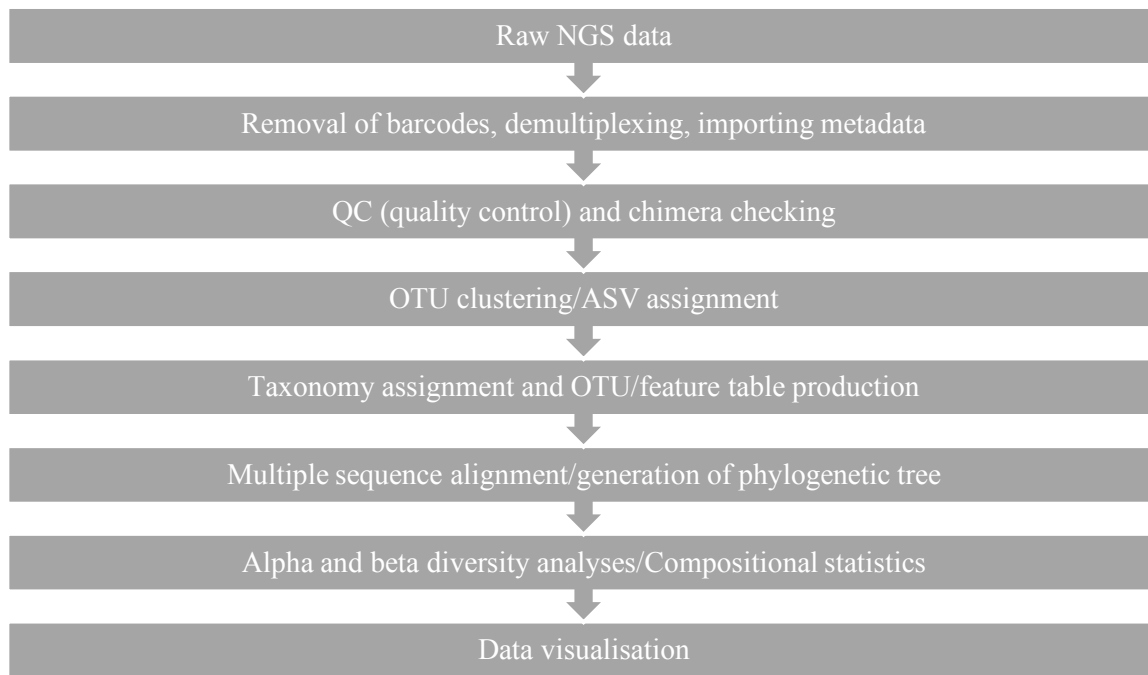 Raw NGS data
Removal of barcodes, demultiplexing, importing metadata
QC (quality control) and chimera checking
OTU clustering/ASV assignment
Taxonomy assignment and OTU/feature table production
Multiple sequence alignment/generation of phylogenetic tree
Alpha and beta diversity analyses/Compositional statistics
Data visualisation